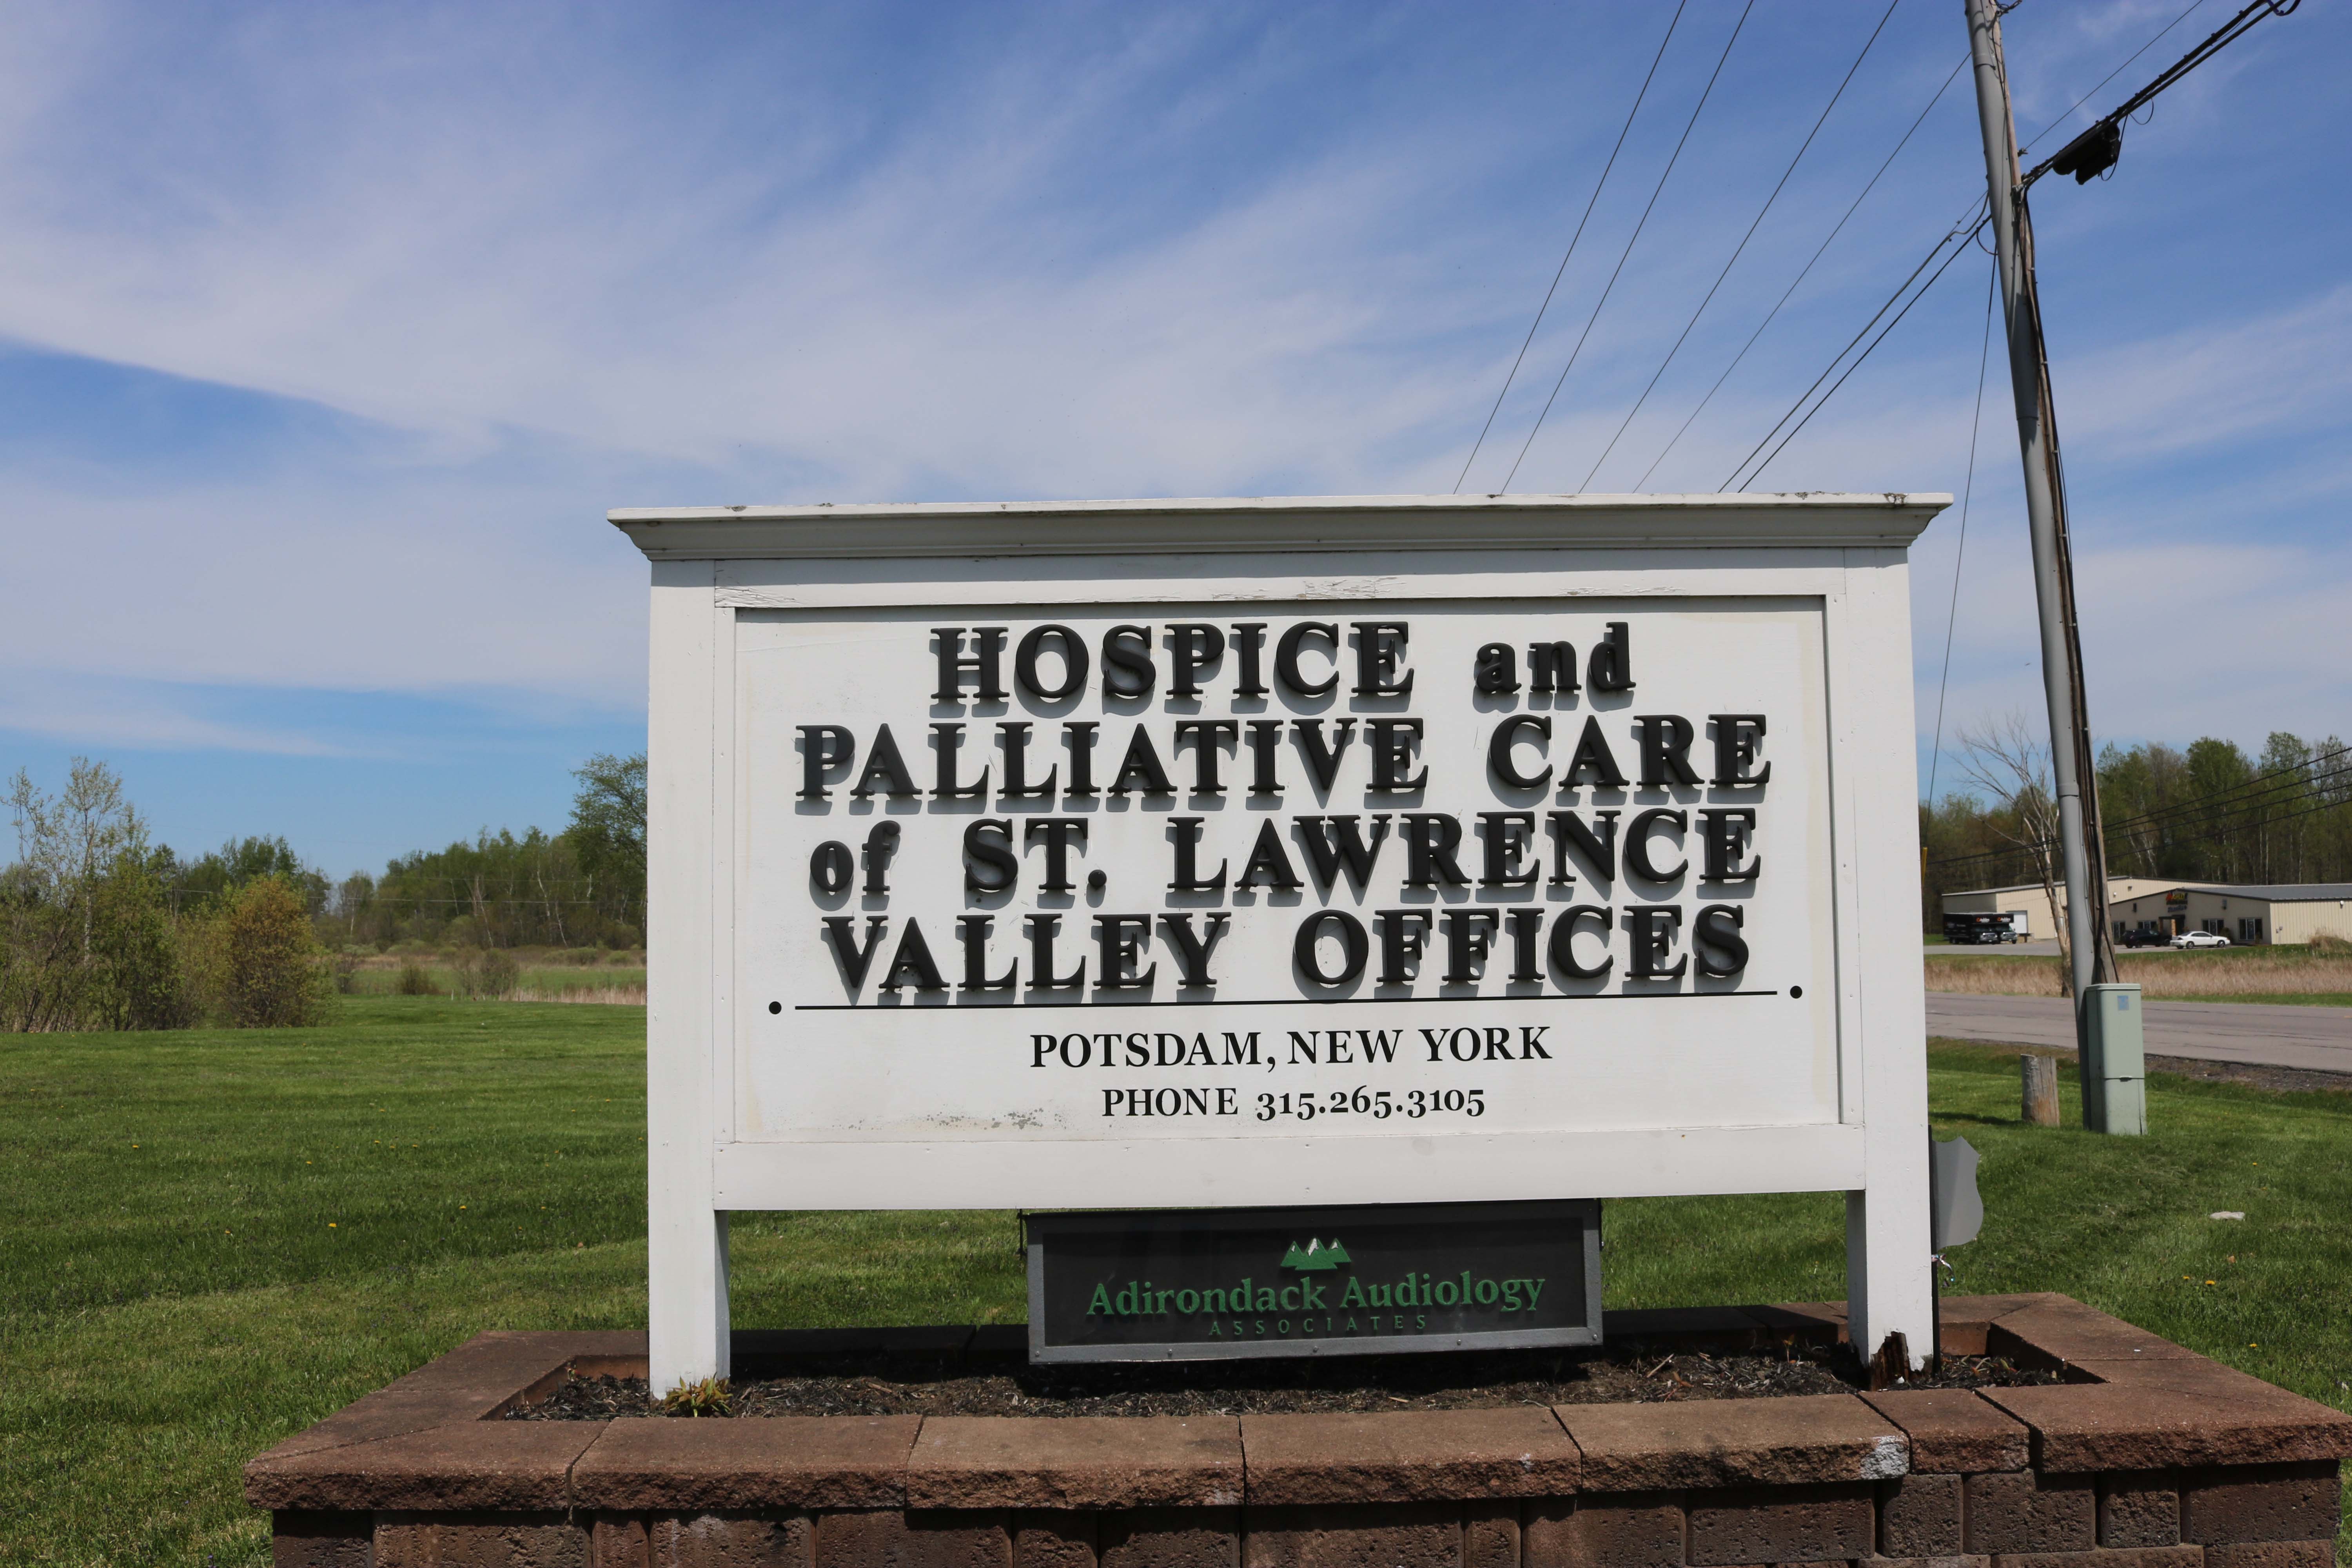 HOSPICE and
PALLIATIVE CARE
of ST. LAWRENCE
VALLEY OFFICES
POTSDAM, NEW YORK
PHONE 315.265.3105
Adirondack Audiology
ASSOCIATES